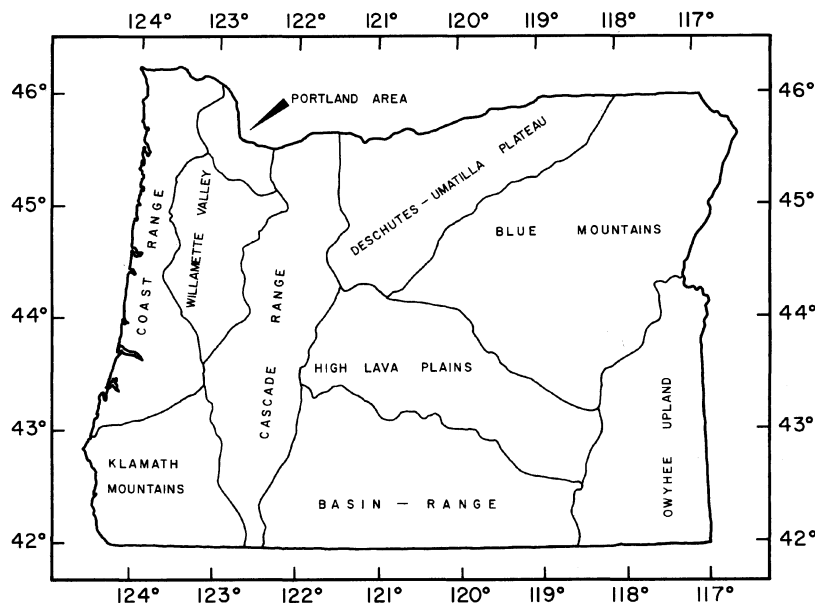 124° 123° 122° 121° 120° 119° 118° 117°
46° 46°
PORTLAND AREA
45° 45°
COAST RANGE
WILLAMETTE VALLEY
DESCHUTES – UMATILLA PLATEAU
BLUE MOUNTAINS
44° 44°
CASCADE RANGE
HIGH LAVA PLAINS
43° 43°
OWYHEE UPLAND
KLAMATH
MOUNTAINS
BASIN – RANGE
42° 42°
124° 123° 122° 121° 120° 119° 118° 117°